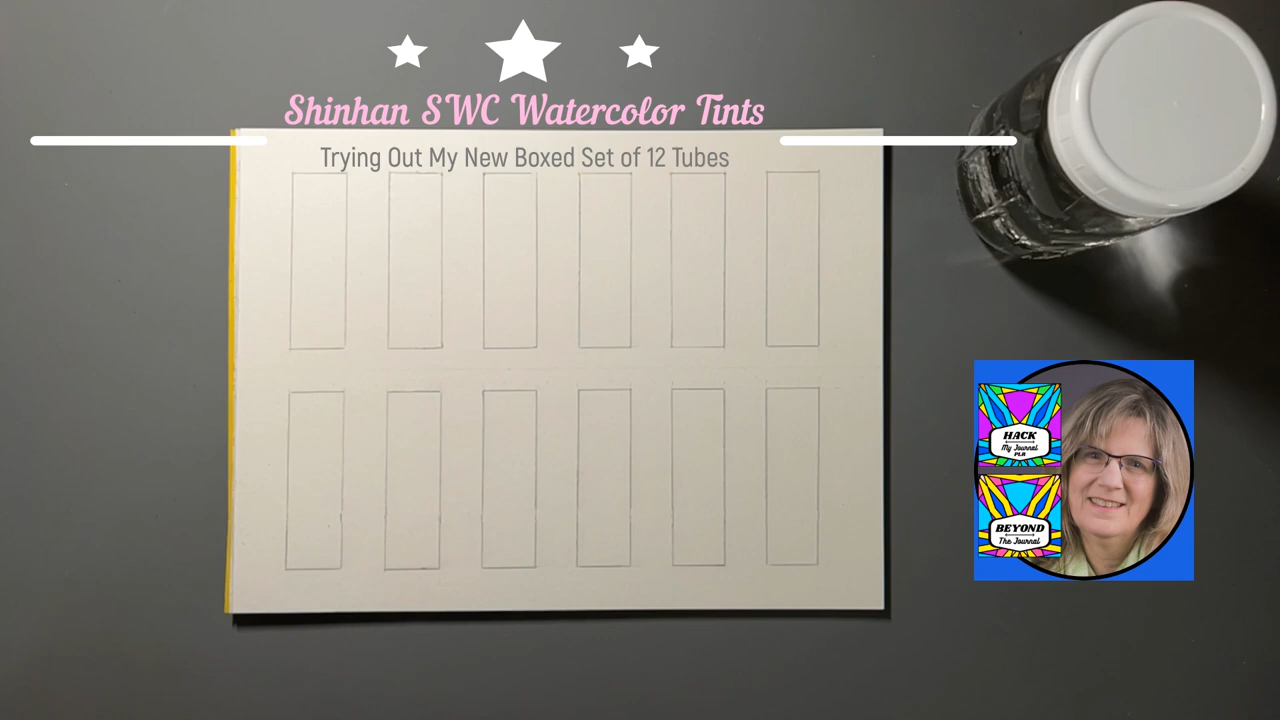 Shinhan SWC Watercolor Tints
Trying Out My New Boxed Set of 12 Tubes
HACK
My Journal
PLR
BEYOND
The Journal